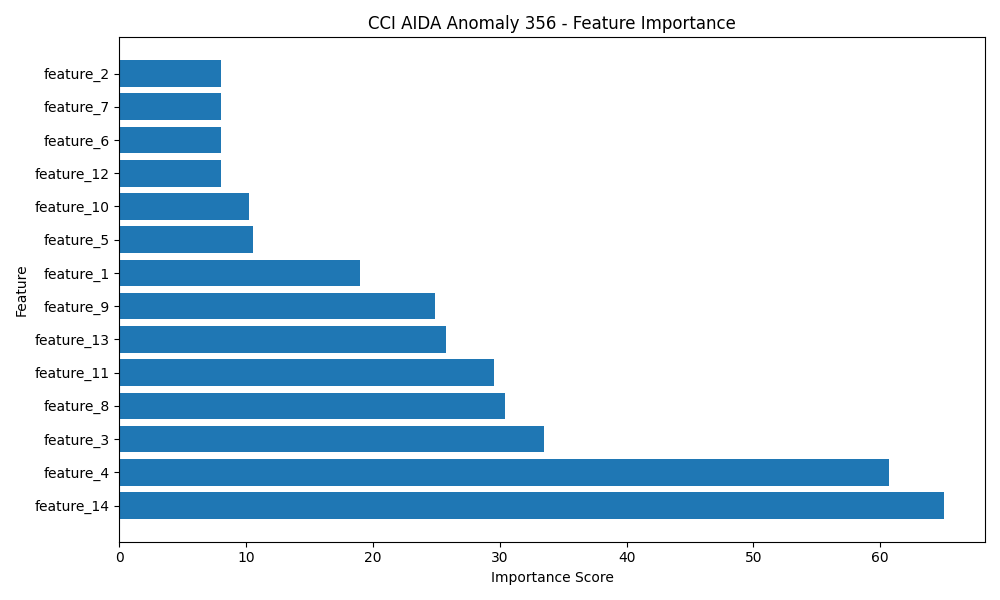 CCI AIDA Anomaly 356 - Feature Importance
feature_2
feature_7
feature_6
feature_12
feature_10
feature_5
feature_1
feature_9
feature_13
feature_11
feature_8
feature_3
feature_4
feature_14
Feature
0 10 20 30 40 50 60
Importance Score